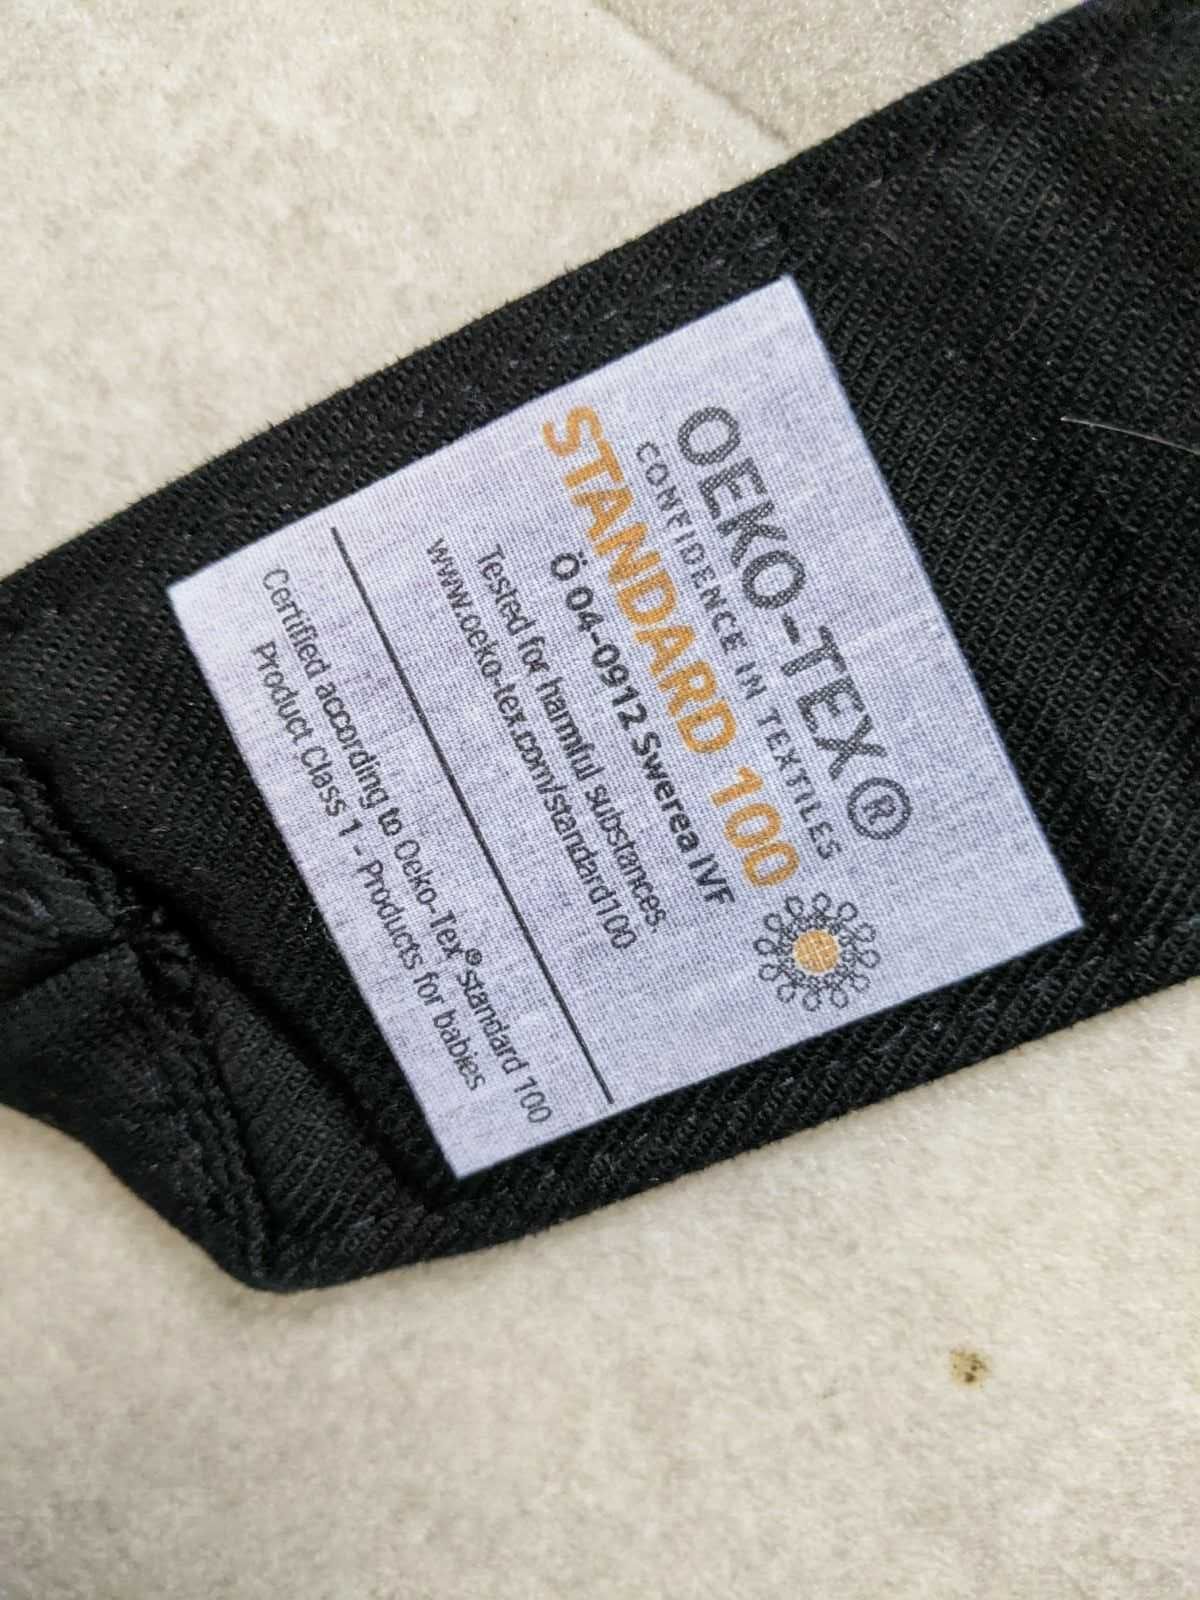 OEKO-TEX®
CONFIDENCE IN TEXTILES
STANDARD 100
Ö 04-0912 Swerea IVF
Tested for harmful substances.
www.oeko-tex.com/standard100
Certified according to Oeko-Tex® standard 100
Product Class 1 - Products for babies